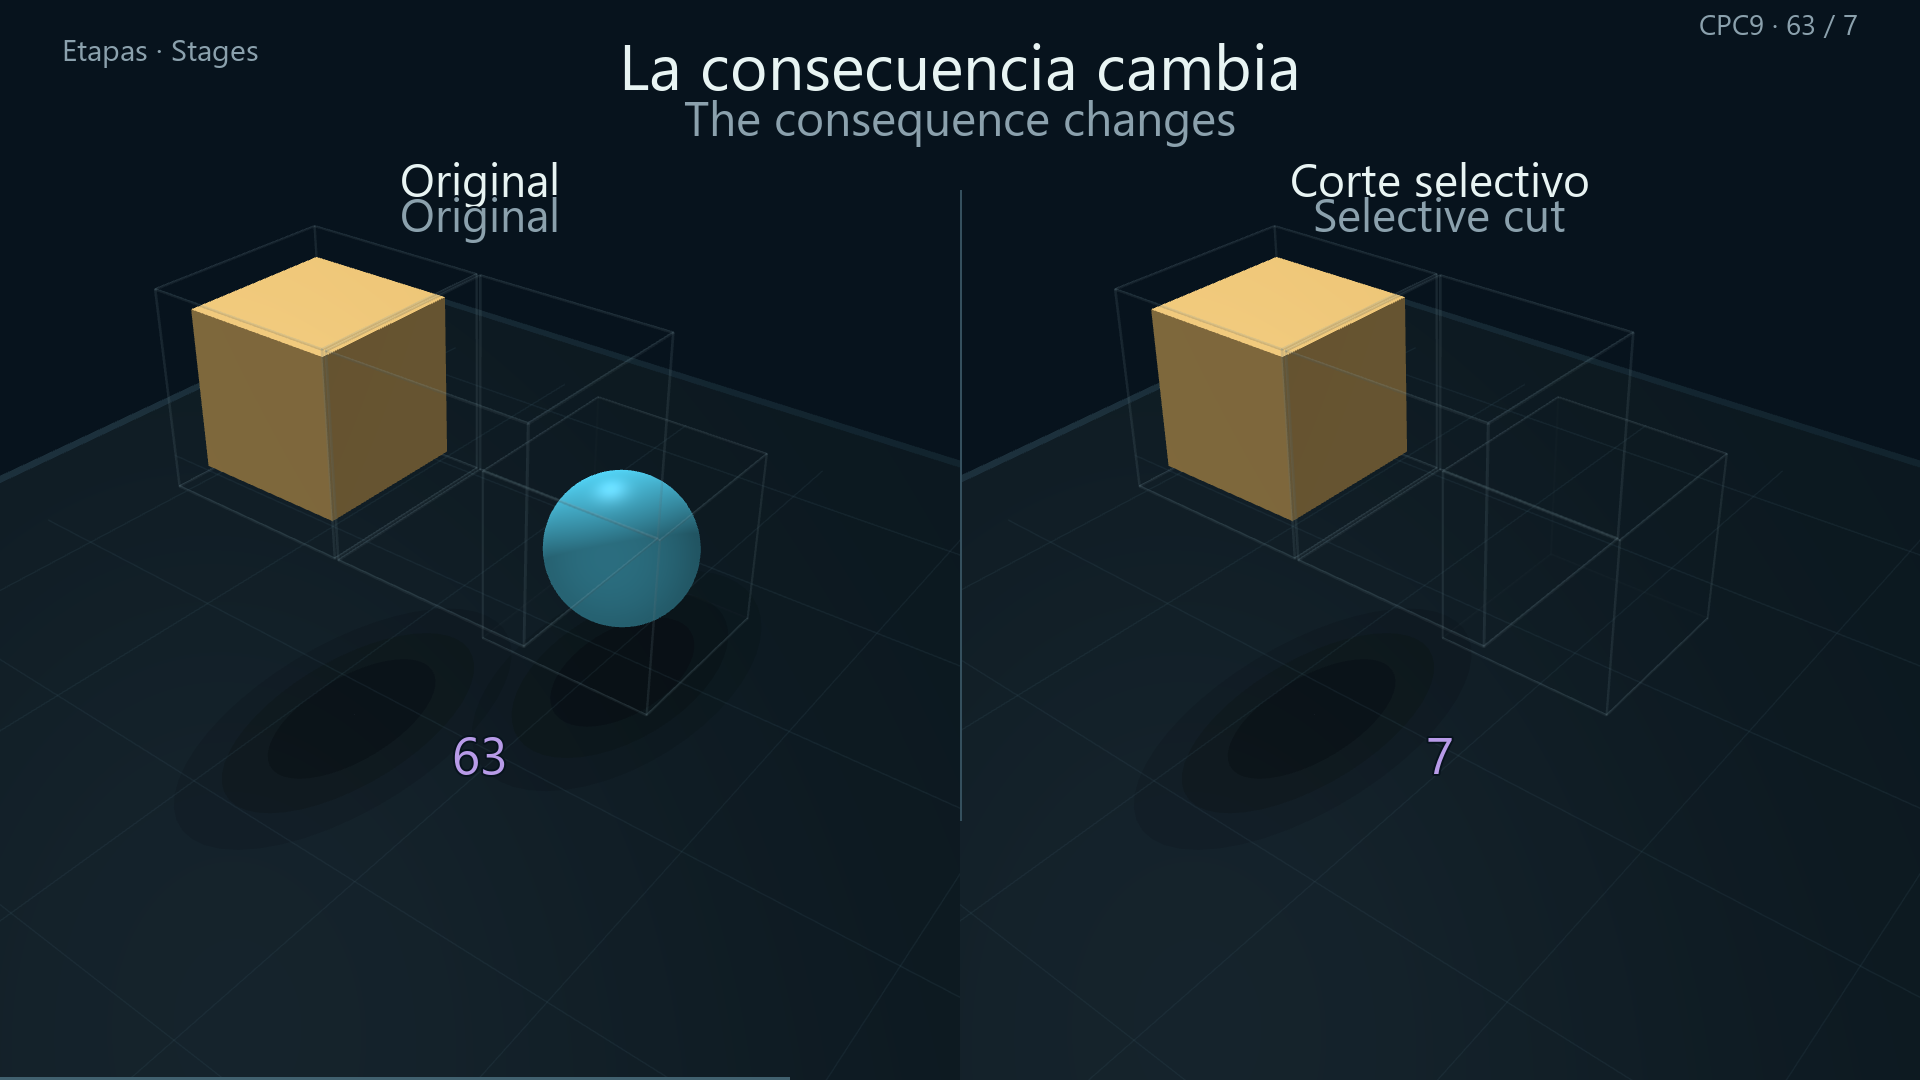 Etapas · Stages
CPC9 · 63 / 7
La consecuencia cambia
The consequence changes
Original
Original
Corte selectivo
Selective cut
63
7